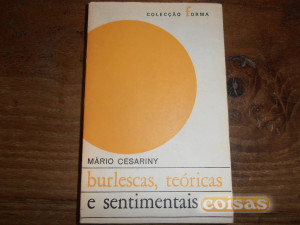 COLECÇÃO FORMA
MÁRIO CESARINY
burlescas, teóricas
e sentimentais
coisas